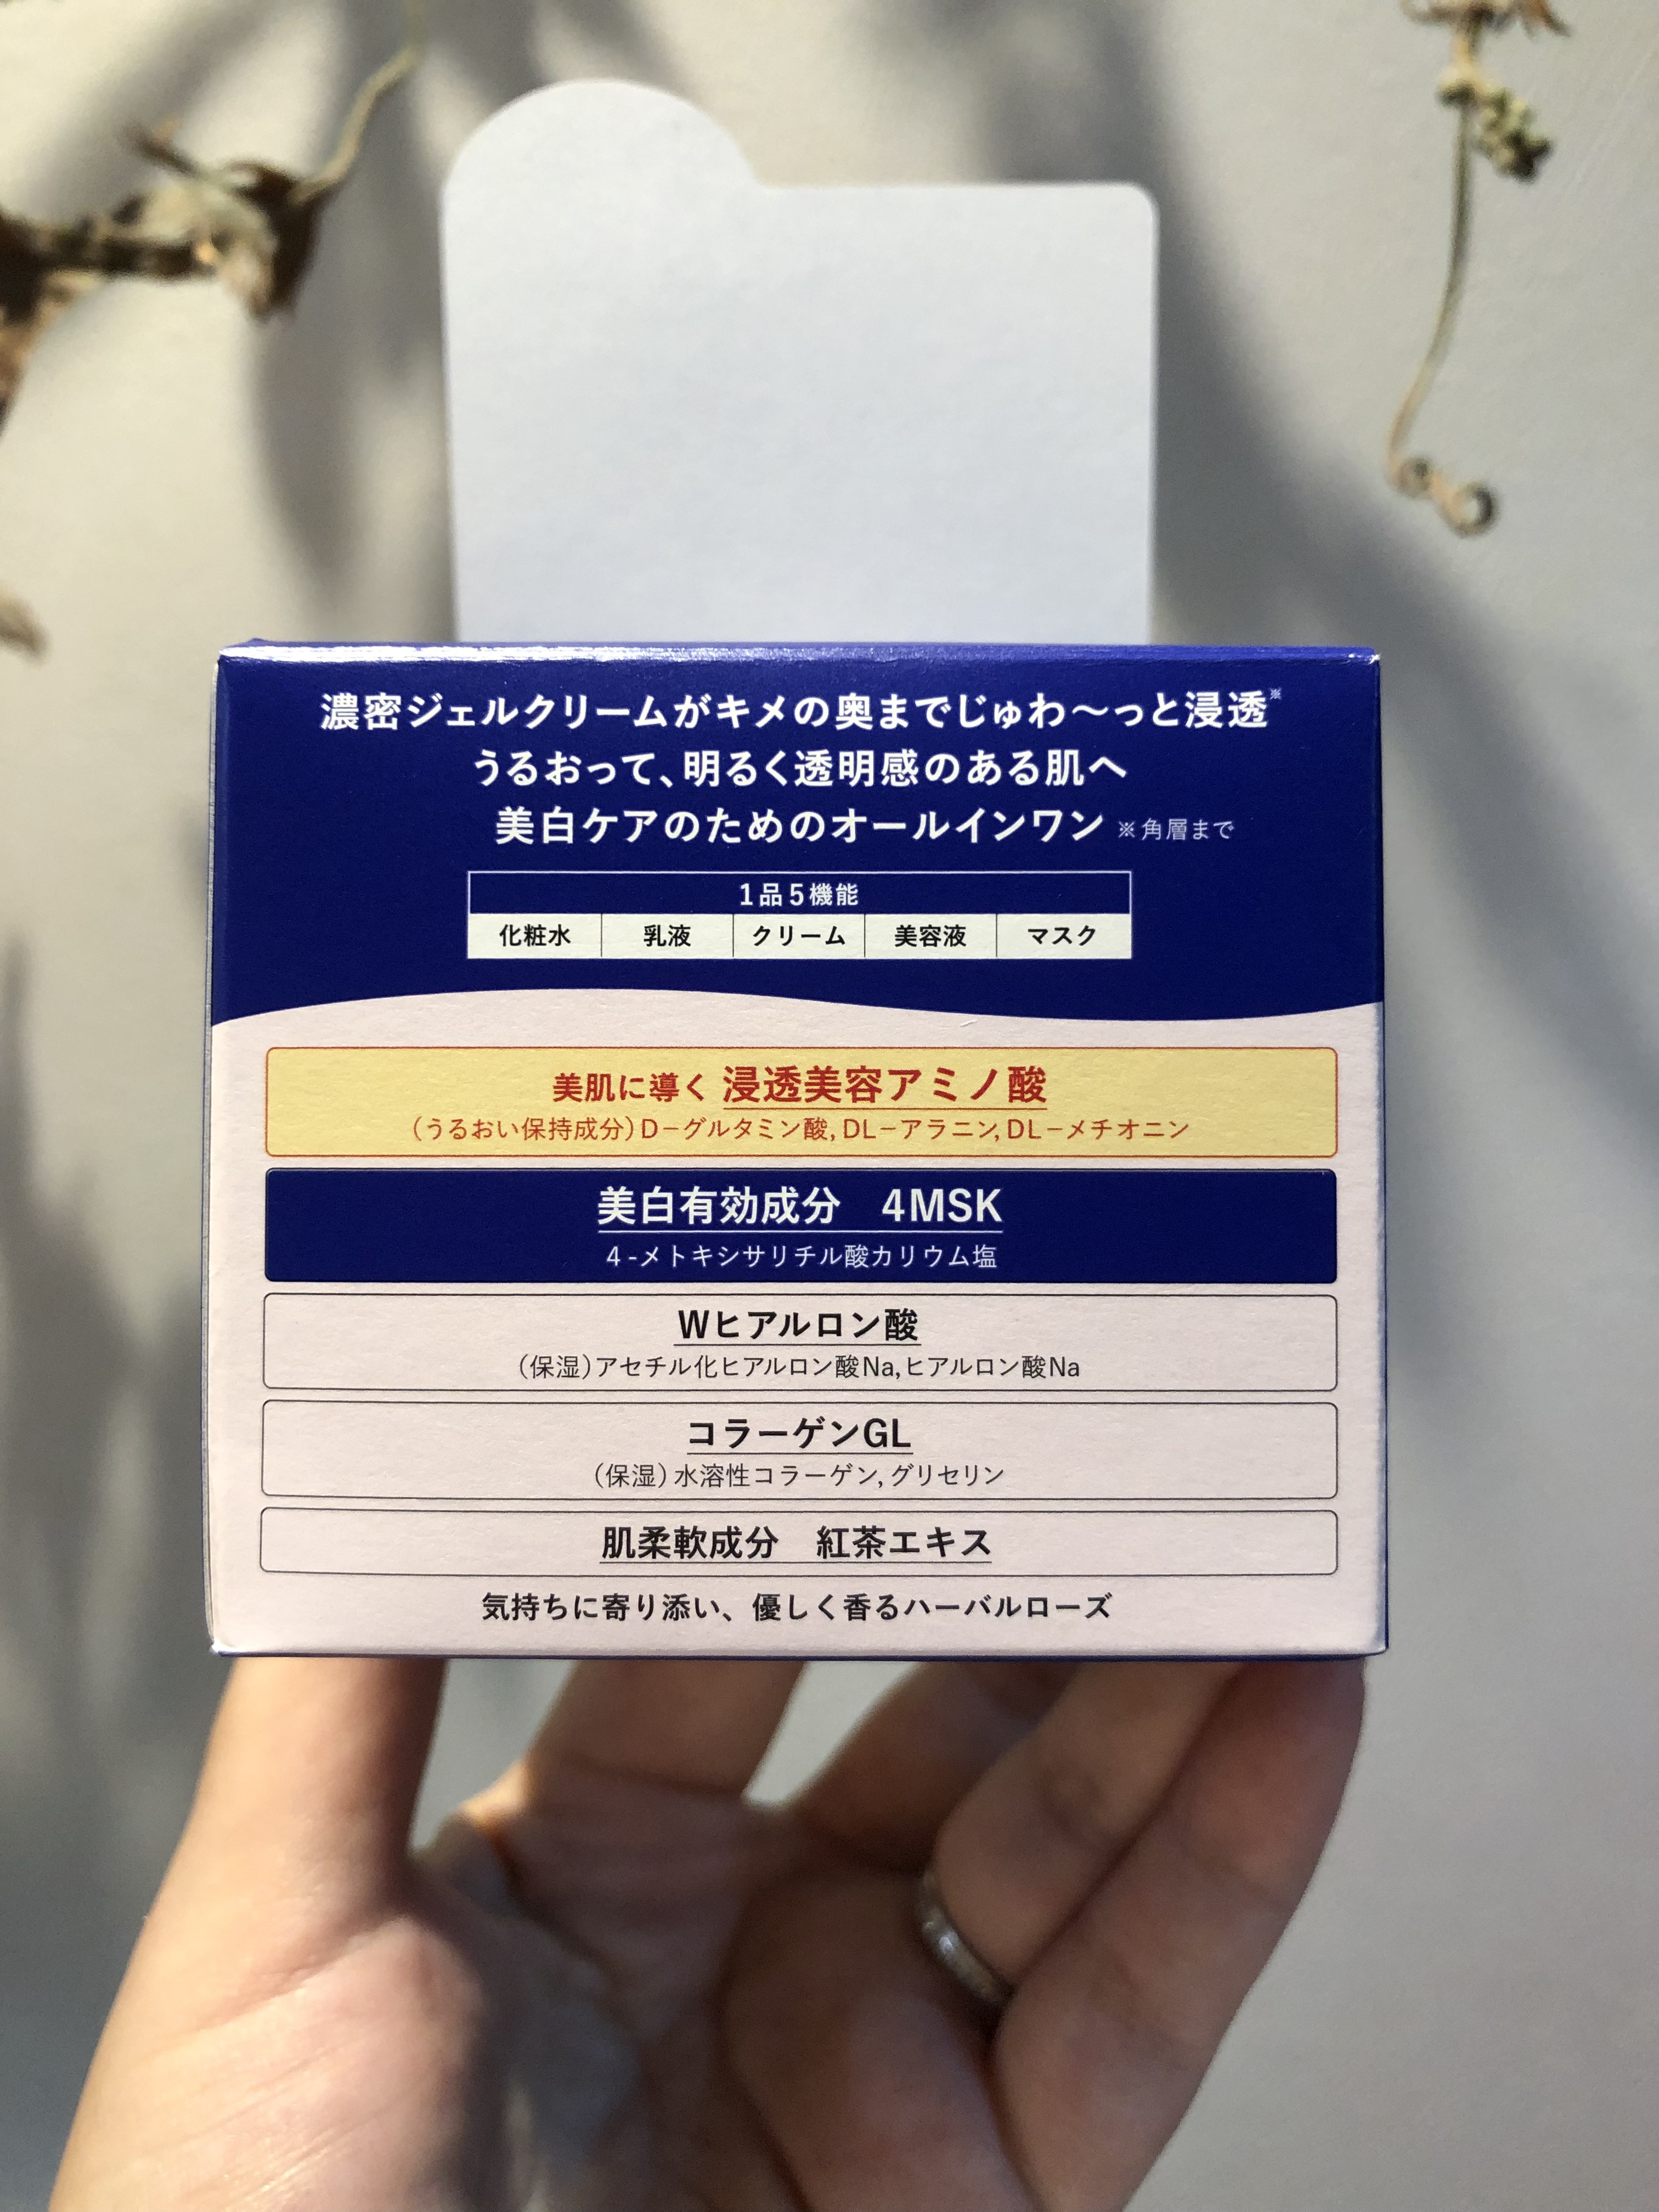 濃密ジェルクリームがキメの奥までじゅわ〜っと浸透※
うるおって、明るく透明感のある肌へ
美白ケアのためのオールインワン ※角層まで
1品5機能
化粧水 乳液 クリーム 美容液 マスク
美肌に導く 浸透美容アミノ酸
(うるおい保持成分)D−グルタミン酸,DL−アラニン,DL−メチオニン
美白有効成分 4MSK
4-メトキシサリチル酸カリウム塩
Wヒアルロン酸
(保湿)アセチル化ヒアルロン酸Na,ヒアルロン酸Na
コラーゲンGL
(保湿)水溶性コラーゲン,グリセリン
肌柔軟成分 紅茶エキス
気持ちに寄り添い、優しく香るハーバルローズ